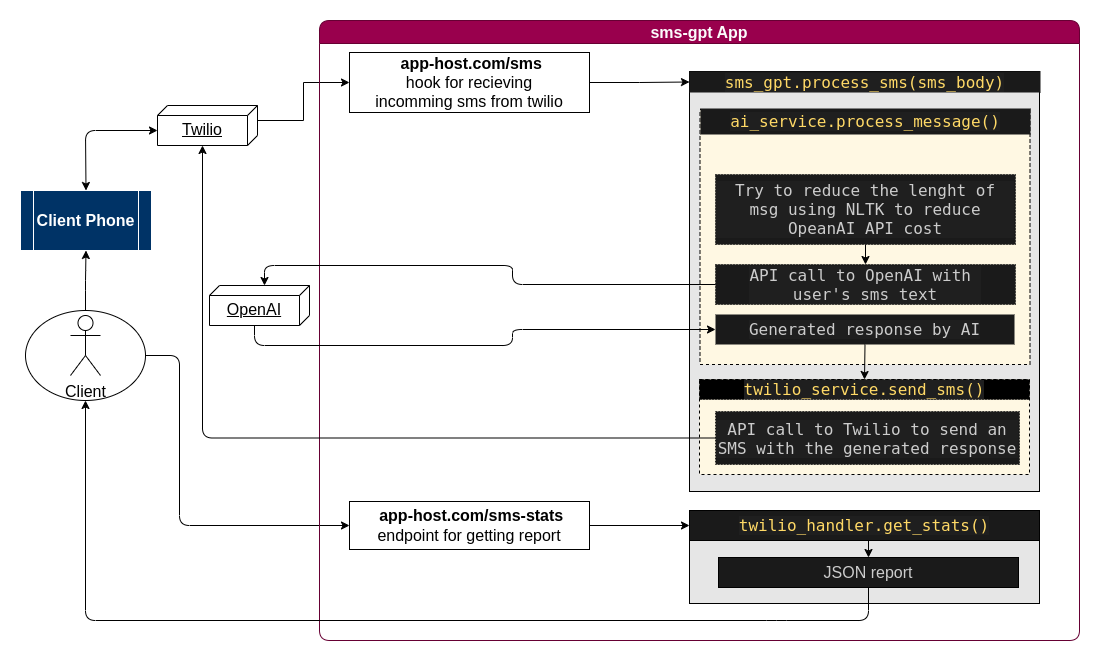 sms-gpt App
app-host.com/sms
hook for recieving
incomming sms from twilio
sms_gpt.process_sms(sms_body)
ai_service.process_message()
Twilio
Try to reduce the lenght of
msg using NLTK to reduce
OpeanAI API cost
Client Phone
API call to OpenAI with
user's sms text
OpenAI
Generated response by AI
Client
twilio_service.send_sms()
API call to Twilio to send an
SMS with the generated response
app-host.com/sms-stats
endpoint for getting report
twilio_handler.get_stats()
JSON report